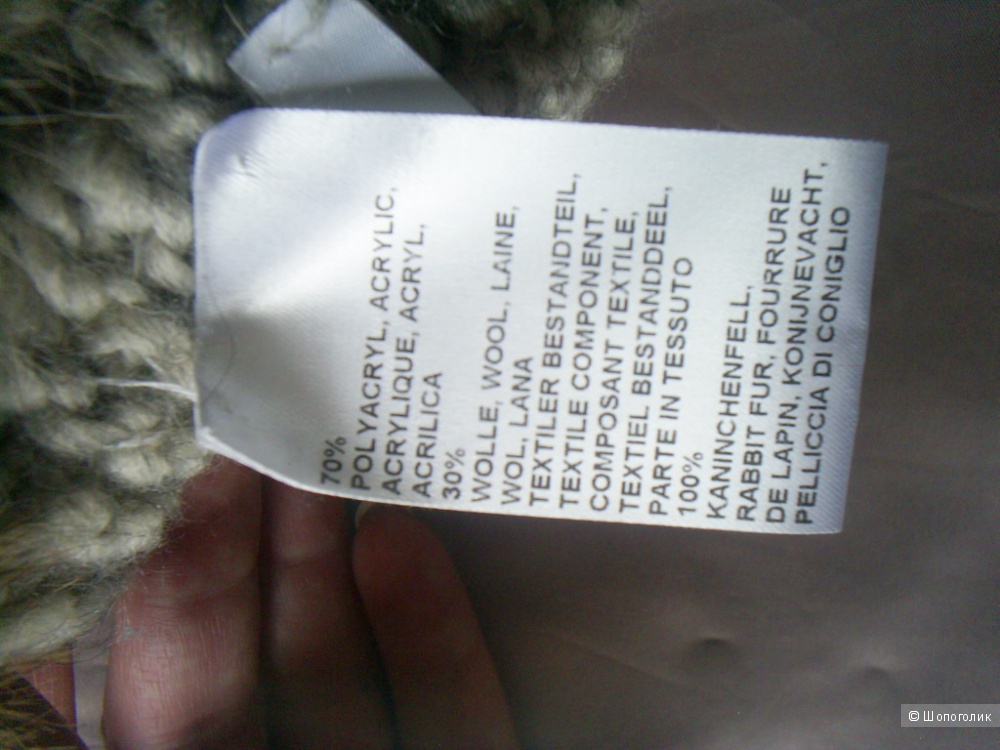 70%
POLYACRYL, ACRYLIC,
ACRYLIQUE, ACRYL,
ACRILICA
30%
WOLLE, WOOL, LAINE,
WOL, LANA
TEXTILER BESTANDTEIL,
TEXTILE COMPONENT,
COMPOSANT TEXTILE,
TEXTIEL BESTANDDEEL,
PARTE IN TESSUTO
100%
KANINCHENFELL,
RABBIT FUR, FOURRURE
DE LAPIN, KONIJNEVACHT,
PELLICCIA DI CONIGLIO
© Шопоголик